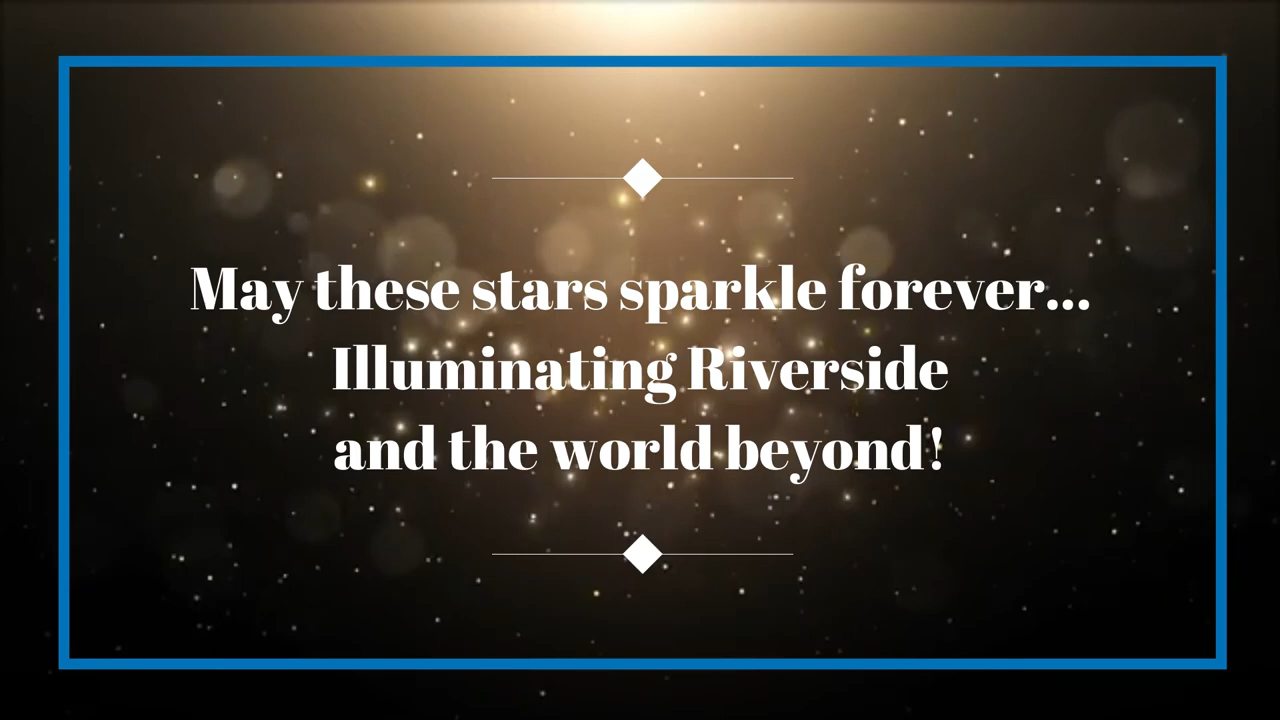 May these stars sparkle forever...
Illuminating Riverside
and the world beyond!